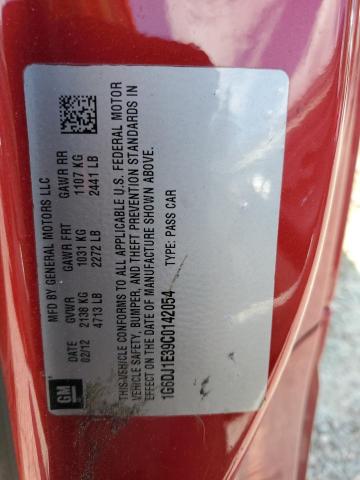 MFD BY GENERAL MOTORS LLC
DATE GVWR GAWR FRT GAWR RR
02/12 2138 KG 1031 KG 1107 KG
4713 LB 2272 LB 2441 LB
THIS VEHICLE CONFORMS TO ALL APPLICABLE U.S. FEDERAL MOTOR
VEHICLE SAFETY, BUMPER, AND THEFT PREVENTION STANDARDS IN
EFFECT ON THE DATE OF MANUFACTURE SHOWN ABOVE.
1G6DJ1E39C0142054 TYPE: PASS CAR
GM